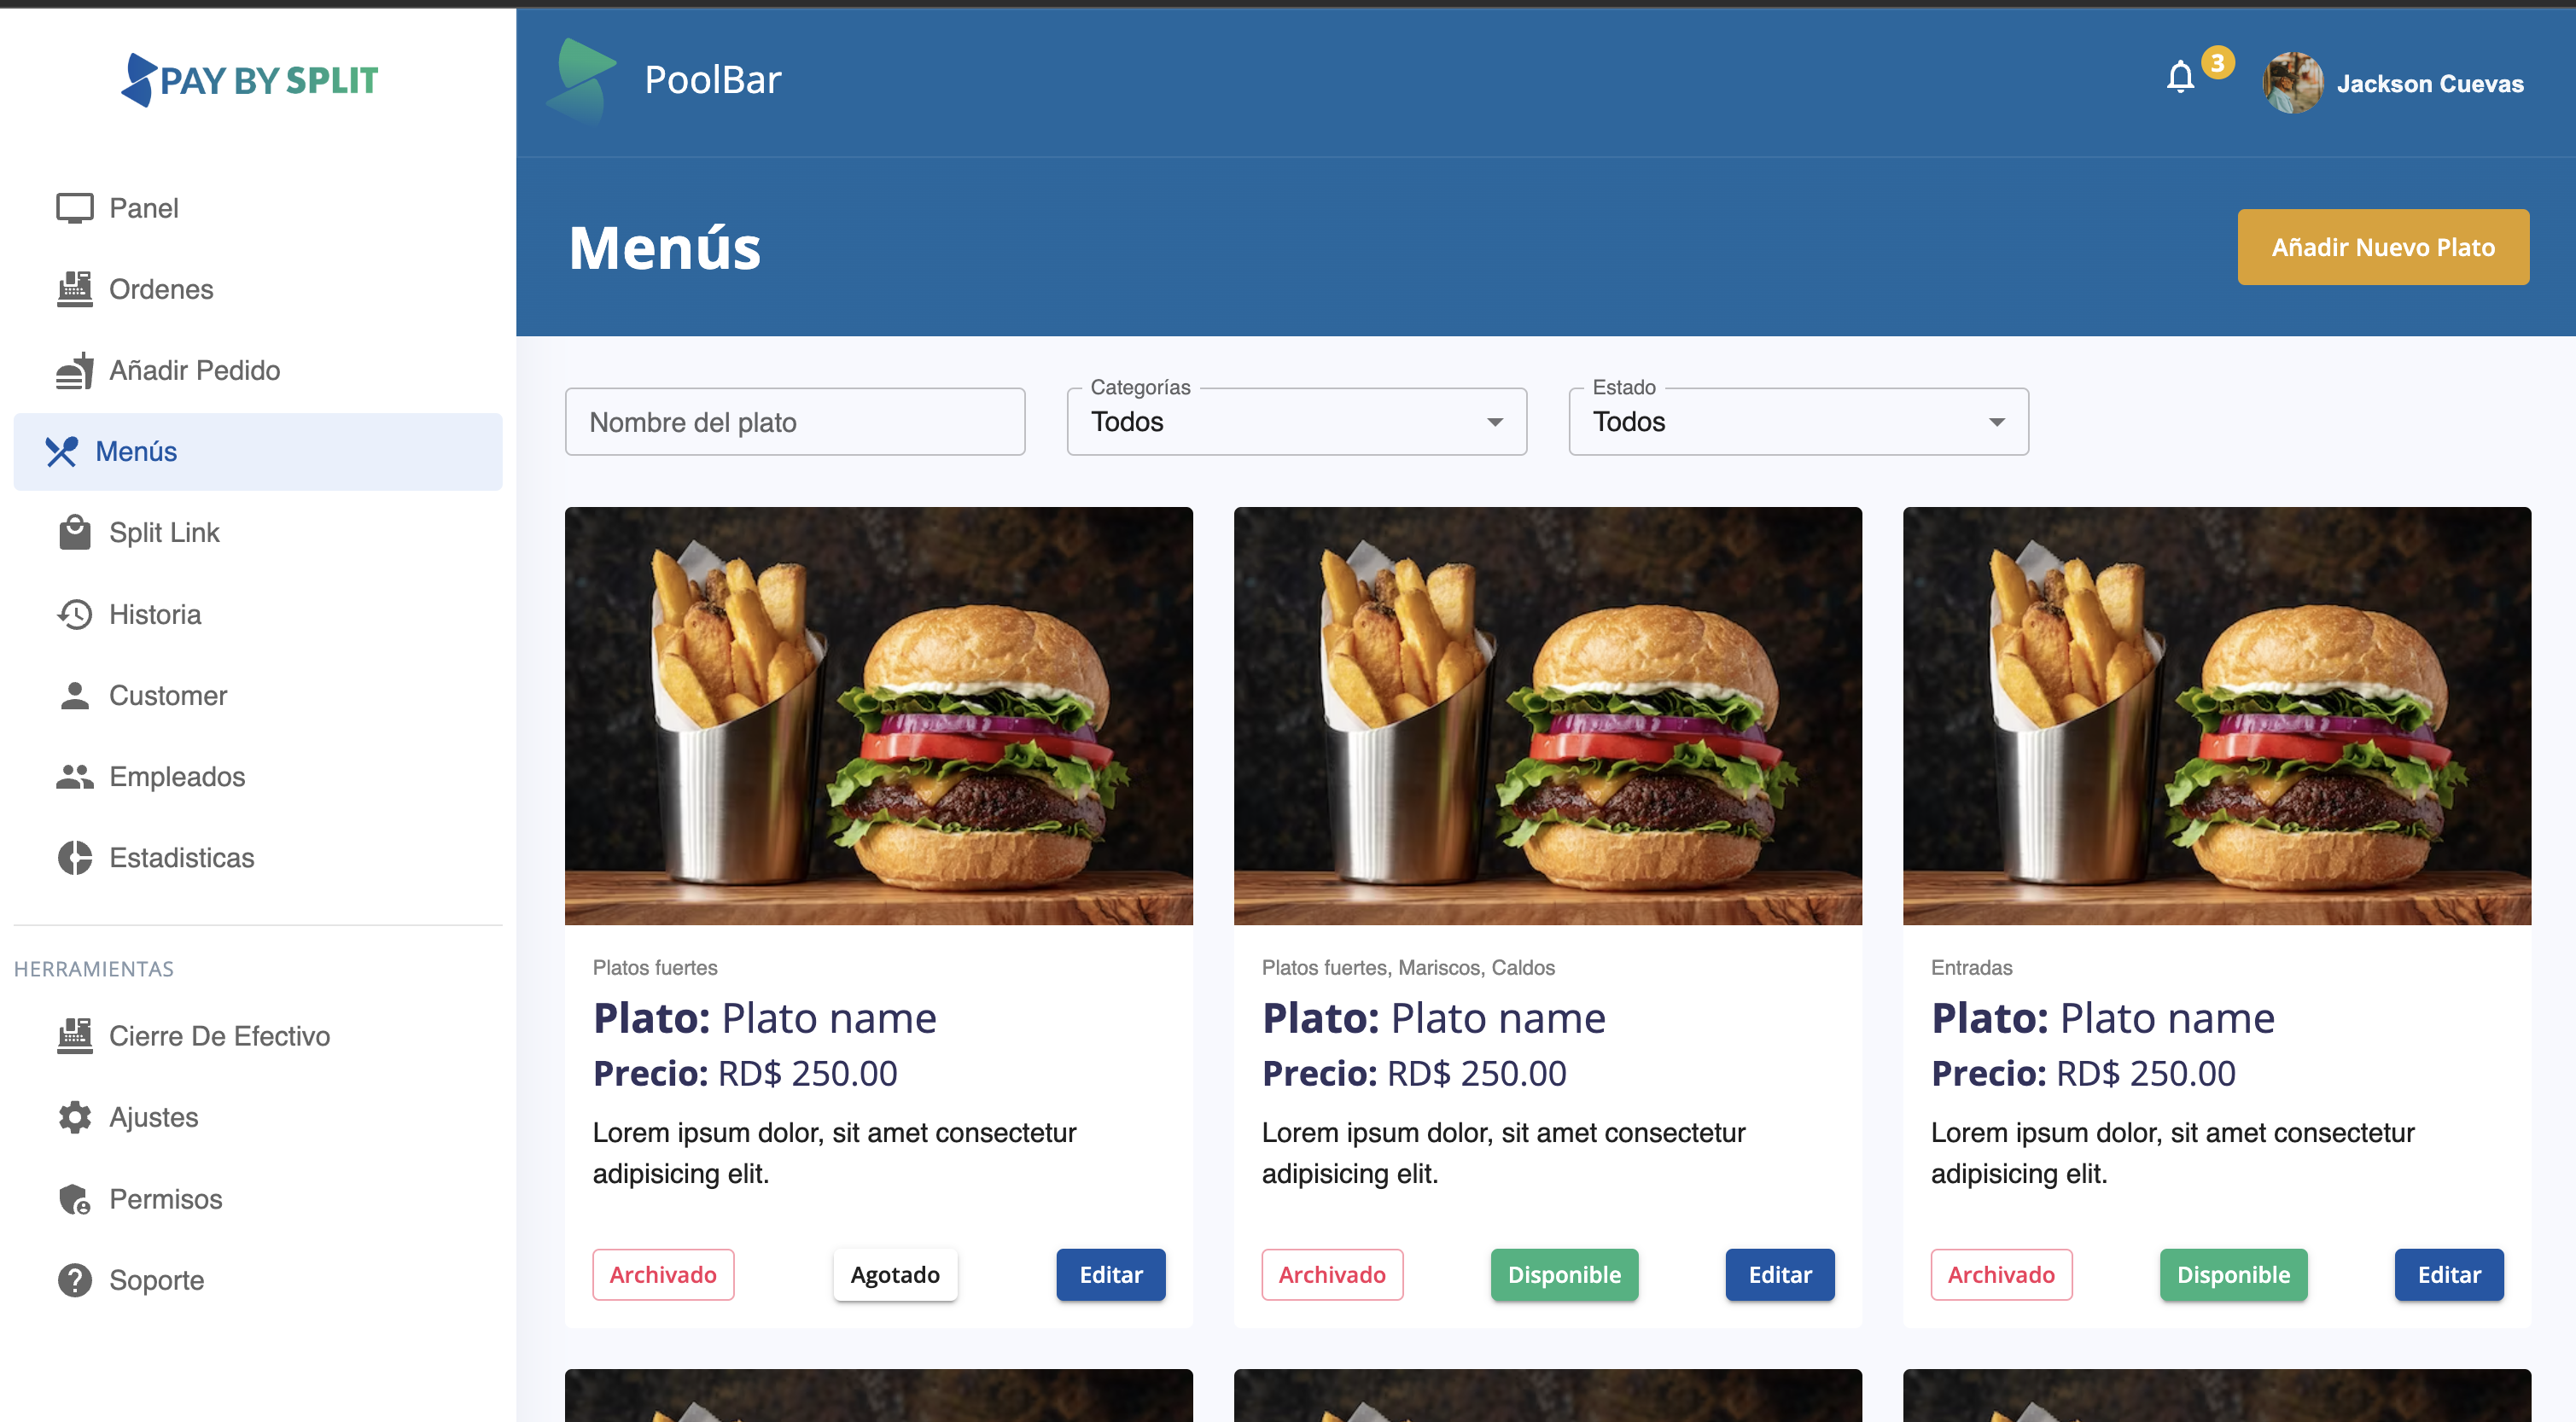 PAY BY SPLIT
PoolBar
3
Jackson Cuevas
Panel
Ordenes
Añadir Pedido
Menús
Split Link
Historia
Customer
Empleados
Estadisticas
HERRAMIENTAS
Cierre De Efectivo
Ajustes
Permisos
Soporte
Menús
Añadir Nuevo Plato
Nombre del plato
Categorías
Todos
Estado
Todos
Platos fuertes
Plato: Plato name
Precio: RD$ 250.00
Lorem ipsum dolor, sit amet consectetur
adipisicing elit.
Archivado
Agotado
Editar
Platos fuertes, Mariscos, Caldos
Plato: Plato name
Precio: RD$ 250.00
Lorem ipsum dolor, sit amet consectetur
adipisicing elit.
Archivado
Disponible
Editar
Entradas
Plato: Plato name
Precio: RD$ 250.00
Lorem ipsum dolor, sit amet consectetur
adipisicing elit.
Archivado
Disponible
Editar